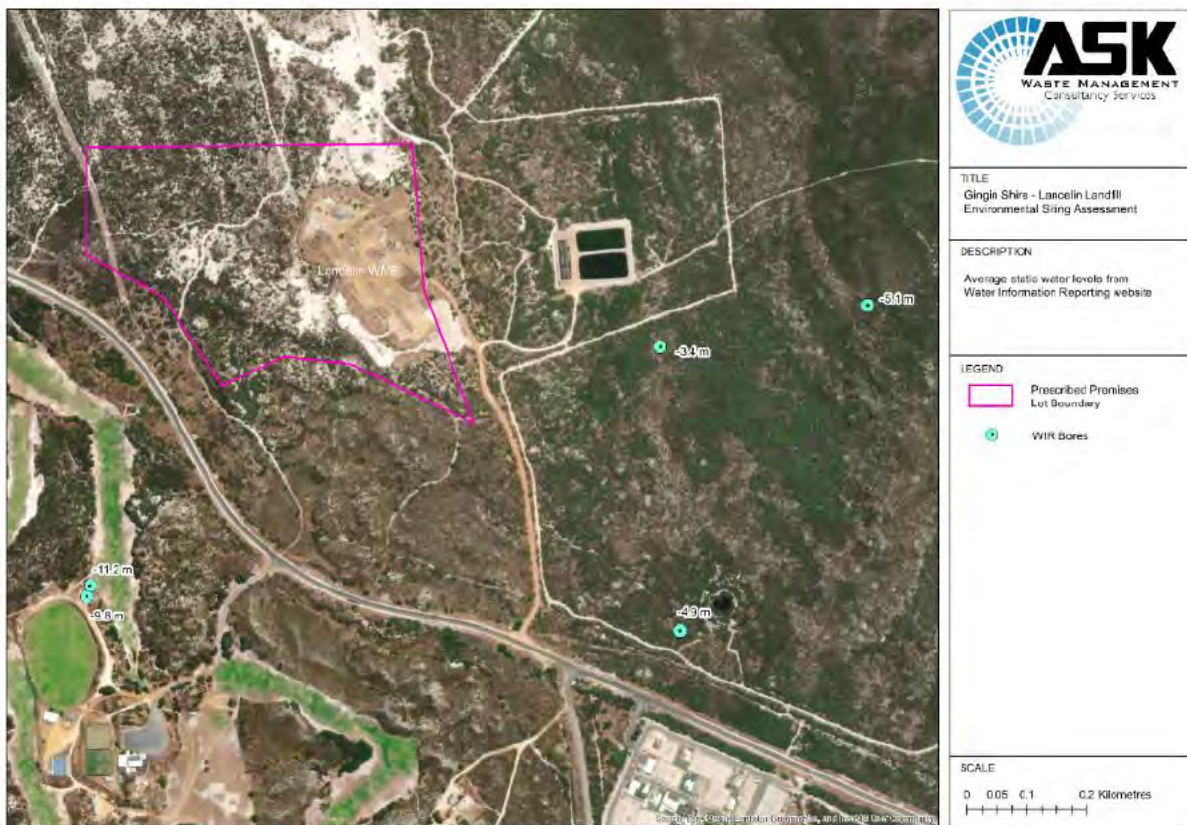 Lancelin WMF
-5.1 m
-3.4 m
-11.2 m
-9.8 m
-4.9 m
ASK
WASTE MANAGEMENT
Consultancy Services
TITLE
Gingin Shire - Lancelin Landfill
Environmental Siting Assessment
DESCRIPTION
Average static water levels from
Water Information Reporting website
LEGEND
Prescribed Premises
Lot Boundary
WIR Bores
SCALE
0 0.05 0.1 0.2 Kilometres